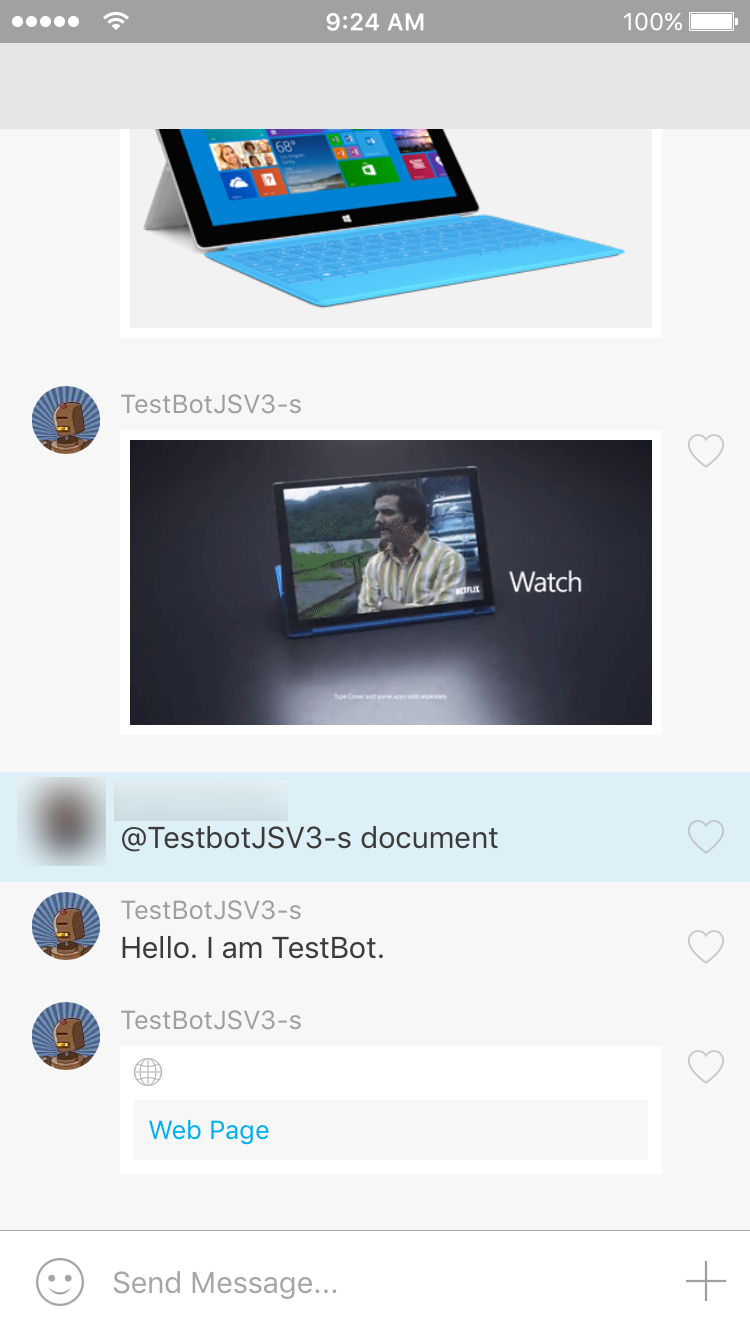 9:24 AM
100%
68°
TestBotJSV3-s
Watch
NETFLIX
Type Cover and some apps sold separately
@TestbotJSV3-s document
TestBotJSV3-s
Hello. I am TestBot.
TestBotJSV3-s
Web Page
Send Message...